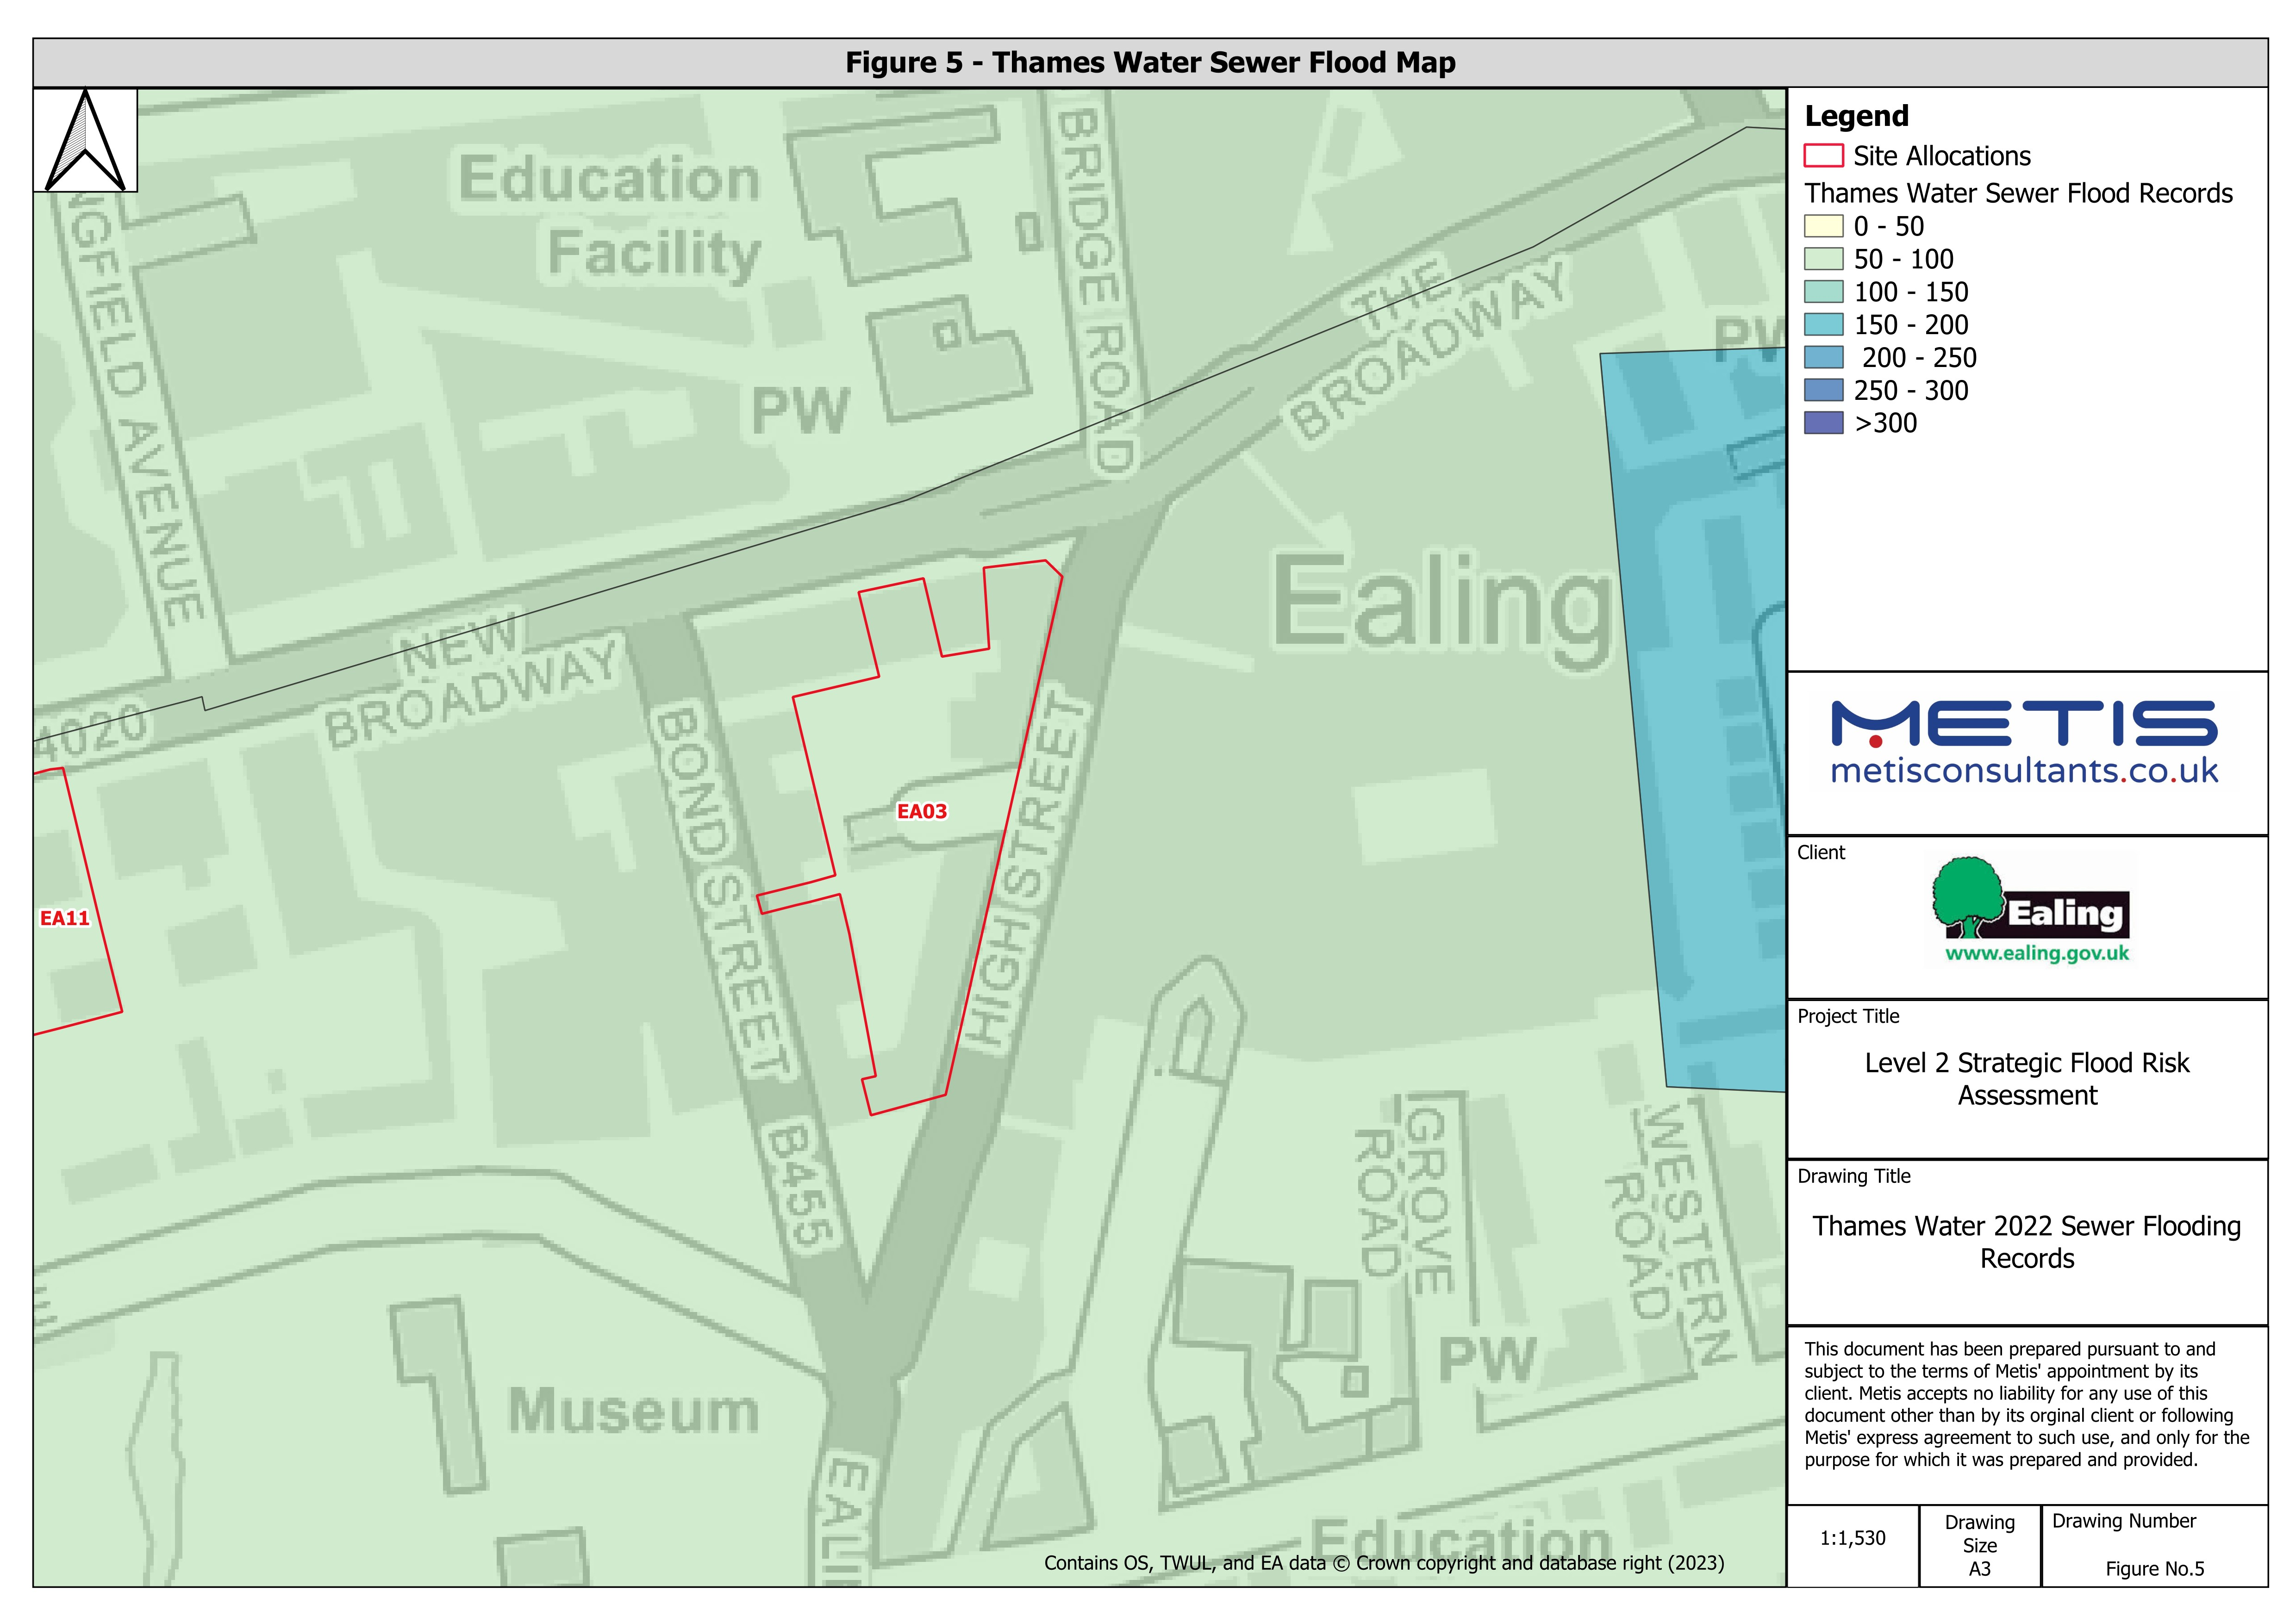 Figure 5 - Thames Water Sewer Flood Map
Education
Facility
BRIDGE ROAD
NGFIELD AVENUE
THE
BROADWAY
PW
PW
Ealing
NEW
BROADWAY
4020
BOND STREET
B455
HIGH STREET
EA03
EA11
GROVE
ROAD
WESTERN
ROAD
PW
Museum
EALIN
Education
Contains OS, TWUL, and EA data © Crown copyright and database right (2023)
Legend
Site Allocations
Thames Water Sewer Flood Records
0 - 50
50 - 100
100 - 150
150 - 200
200 - 250
250 - 300
>300
METIS
metisconsultants.co.uk
Client
Ealing
www.ealing.gov.uk
Project Title
Level 2 Strategic Flood Risk
Assessment
Drawing Title
Thames Water 2022 Sewer Flooding
Records
This document has been prepared pursuant to and
subject to the terms of Metis' appointment by its
client. Metis accepts no liability for any use of this
document other than by its orginal client or following
Metis' express agreement to such use, and only for the
purpose for which it was prepared and provided.
1:1,530
Drawing
Size
A3
Drawing Number
Figure No.5